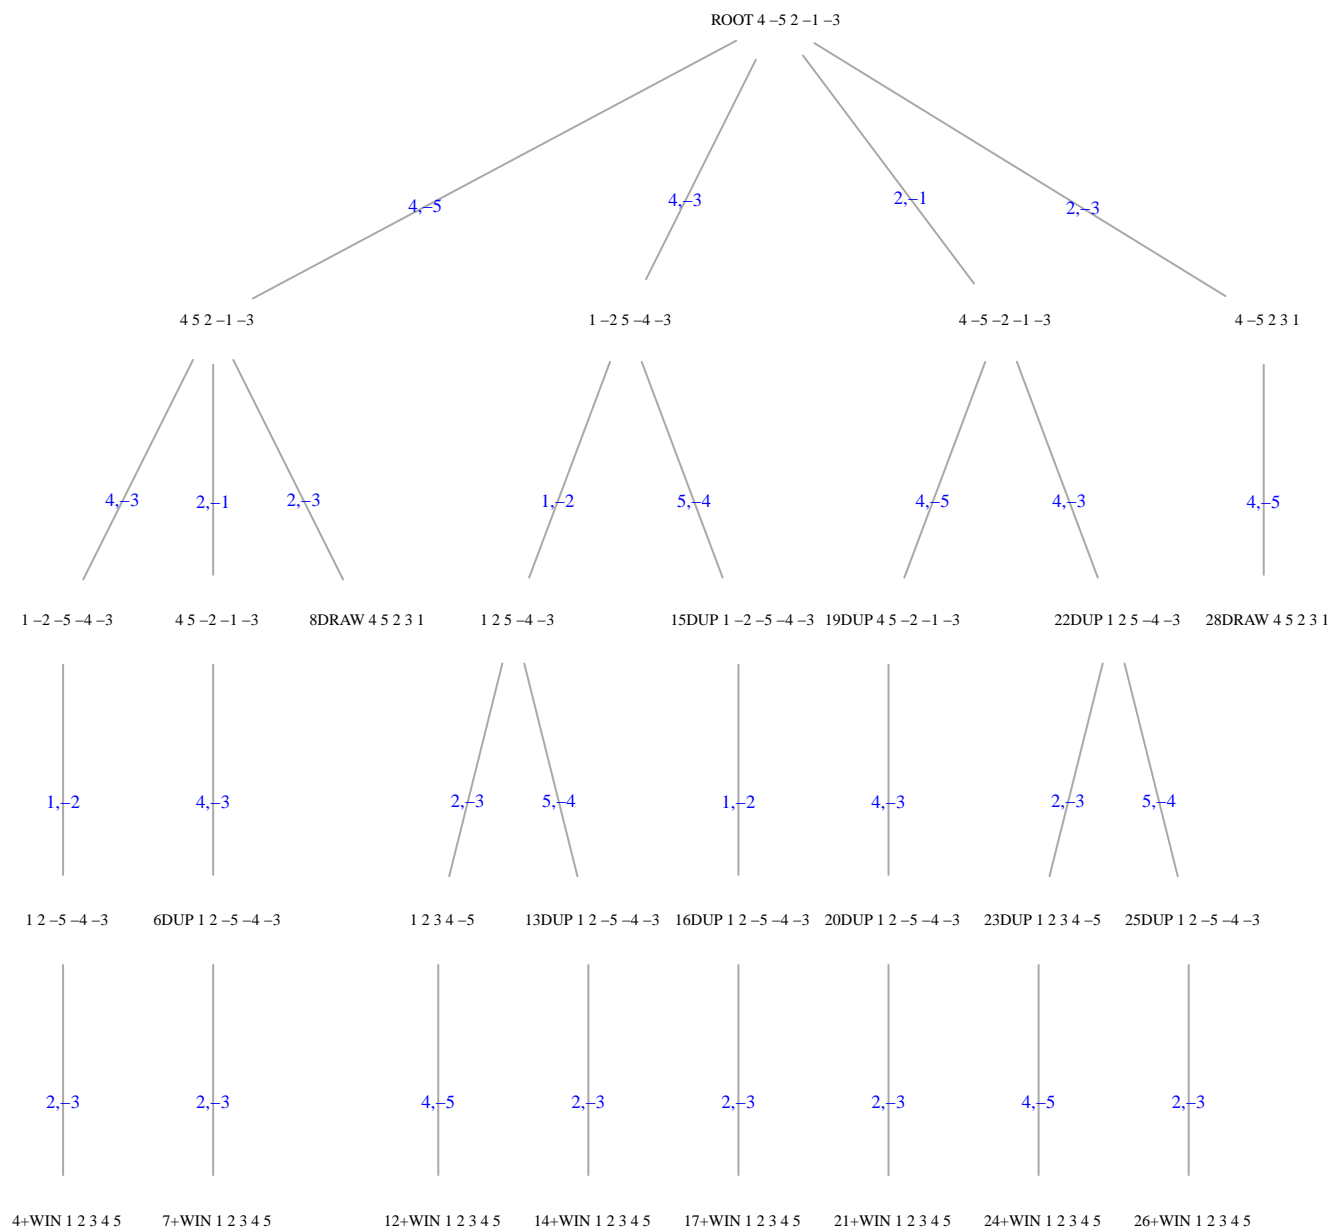 ROOT 4 –5 2 –1 –3
4,–5
4,–3
2,–1
2,–3
4 5 2 –1 –3
1 –2 5 –4 –3
4 –5 –2 –1 –3
4 –5 2 3 1
4,–3
2,–1
2,–3
1,–2
5,–4
4,–5
4,–3
4,–5
1 –2 –5 –4 –3
4 5 –2 –1 –3
8DRAW 4 5 2 3 1
1 2 5 –4 –3
15DUP 1 –2 –5 –4 –3
19DUP 4 5 –2 –1 –3
22DUP 1 2 5 –4 –3
28DRAW 4 5 2 3 1
1,–2
4,–3
2,–3
5,–4
1,–2
4,–3
2,–3
5,–4
1 2 –5 –4 –3
6DUP 1 2 –5 –4 –3
1 2 3 4 –5
13DUP 1 2 –5 –4 –3
16DUP 1 2 –5 –4 –3
20DUP 1 2 –5 –4 –3
23DUP 1 2 3 4 –5
25DUP 1 2 –5 –4 –3
2,–3
2,–3
4,–5
2,–3
2,–3
2,–3
4,–5
2,–3
4+WIN 1 2 3 4 5
7+WIN 1 2 3 4 5
12+WIN 1 2 3 4 5
14+WIN 1 2 3 4 5
17+WIN 1 2 3 4 5
21+WIN 1 2 3 4 5
24+WIN 1 2 3 4 5
26+WIN 1 2 3 4 5